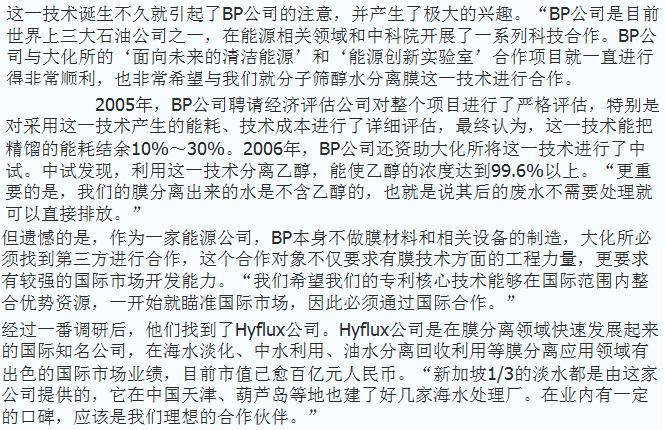 这一技术诞生不久就引起了BP公司的注意，并产生了极大的兴趣。“BP公司是目前
世界上三大石油公司之一，在能源相关领域和中科院开展了一系列科技合作。BP公
司与大化所的‘面向未来的清洁能源’和‘能源创新实验室’合作项目就一直进行
得非常顺利，也非常希望与我们就分子筛醇水分离膜这一技术进行合作。
2005年，BP公司聘请经济评估公司对整个项目进行了严格评估，特别是
对采用这一技术产生的能耗、技术成本进行了详细评估，最终认为，这一技术能把
精馏的能耗结余10%～30%。2006年，BP公司还资助大化所将这一技术进行了中
试。中试发现，利用这一技术分离乙醇，能使乙醇的浓度达到99.6%以上。“更重
要的是，我们的膜分离出来的水是不含乙醇的，也就是说其后的废水不需要处理就
可以直接排放。”
但遗憾的是，作为一家能源公司，BP本身不做膜材料和相关设备的制造，大化所必
须找到第三方进行合作，这个合作对象不仅要求有膜技术方面的工程力量，更要求
有较强的国际市场开发能力。“我们希望我们的专利核心技术能够在国际范围内整
合优势资源，一开始就瞄准国际市场，因此必须通过国际合作。”
经过一番调研后，他们找到了Hyflux公司。Hyflux公司是在膜分离领域快速发展起来
的国际知名公司，在海水淡化、中水利用、油水分离回收利用等膜分离应用领域有
出色的国际市场业绩，目前市值已愈百亿元人民币。“新加坡1/3的淡水都是由这家
公司提供的，它在中国天津、葫芦岛等地也建了好几家海水处理厂。在业内有一定
的口碑，应该是我们理想的合作伙伴。”